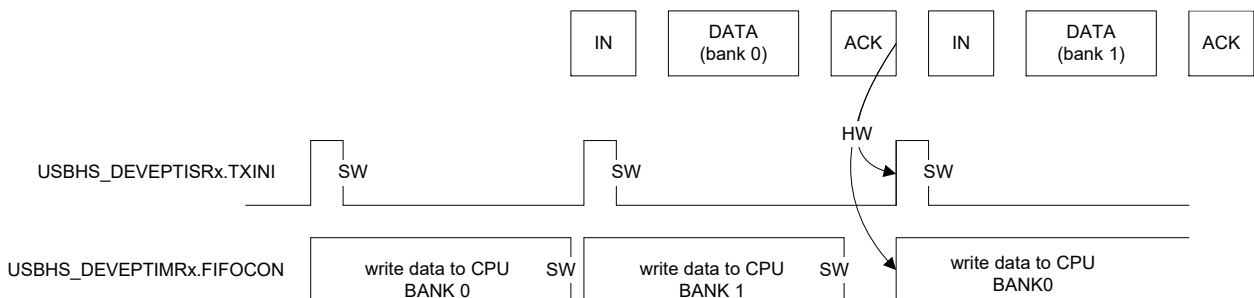 IN
DATA
(bank 0)
ACK
IN
DATA
(bank 1)
ACK
HW
USBHS_DEVEPTISRx.TXINI
SW
SW
SW
USBHS_DEVEPTIMRx.FIFOCON
write data to CPU
BANK 0
SW
write data to CPU
BANK 1
SW
write data to CPU
BANK0